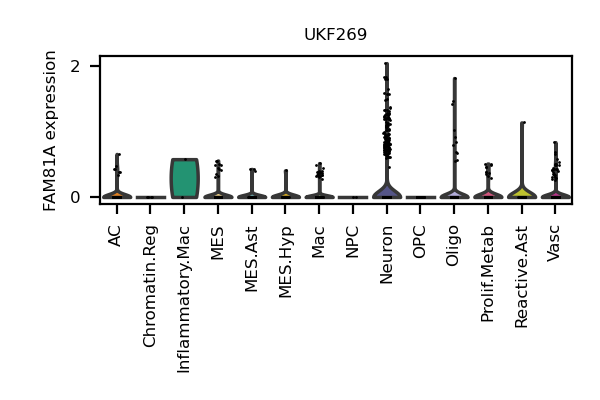 UKF269
FAM81A expression
2
0
AC
Chromatin.Reg
Inflammatory.Mac
MES
MES.Ast
MES.Hyp
Mac
NPC
Neuron
OPC
Oligo
Prolif.Metab
Reactive.Ast
Vasc